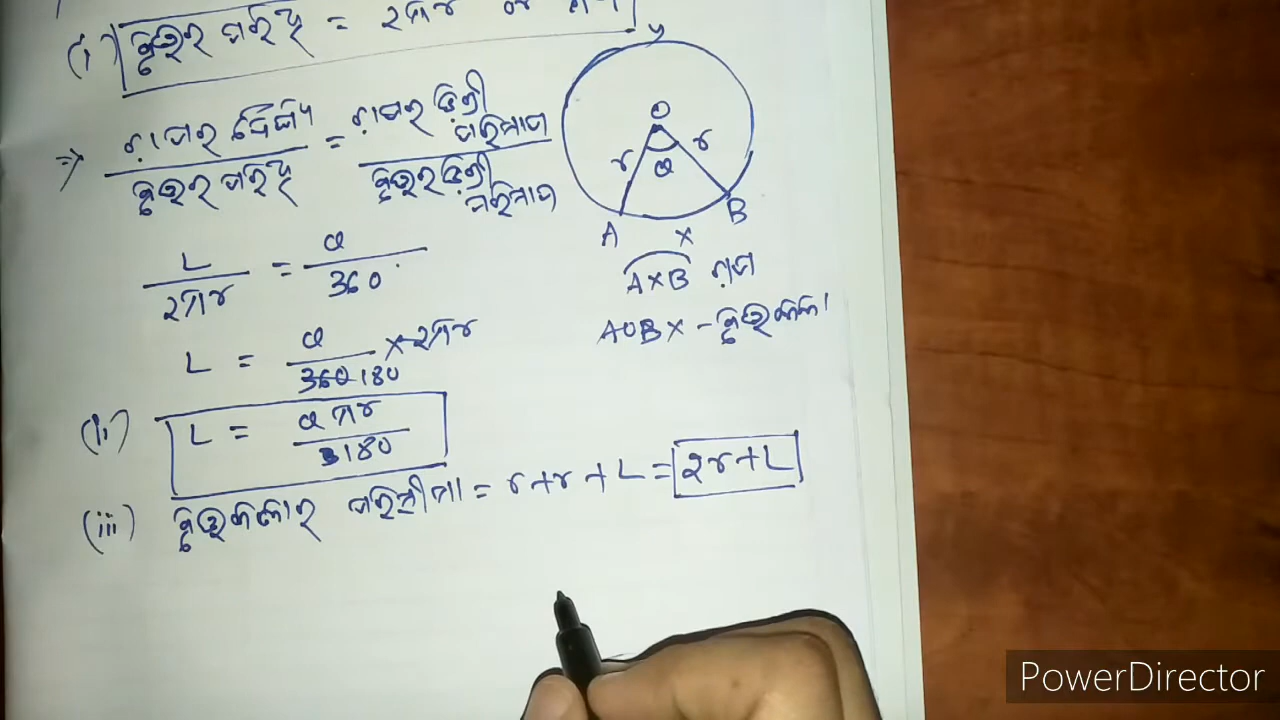 (i) ବୃତ୍ତର ପରିଧି = 2πr or
y
⇒ ଚାପର ଦୈର୍ଘ୍ୟ / ବୃତ୍ତର ପରିଧି = ଚାପର ଡିଗ୍ରୀ ପରିମାପ / ବୃତ୍ତର ଡିଗ୍ରୀ ପରିମାପ
O
r r
θ
A X B
L / 2πr = θ / 360
AXB ଚାପ
AOBX - ବୃତ୍ତକଳା
L = θ / 360 180 × 2πr
(ii) L = θπr / 180
(iii) ବୃତ୍ତକଳାର ପରିସୀମା = r+r+L = 2r+L
PowerDirector